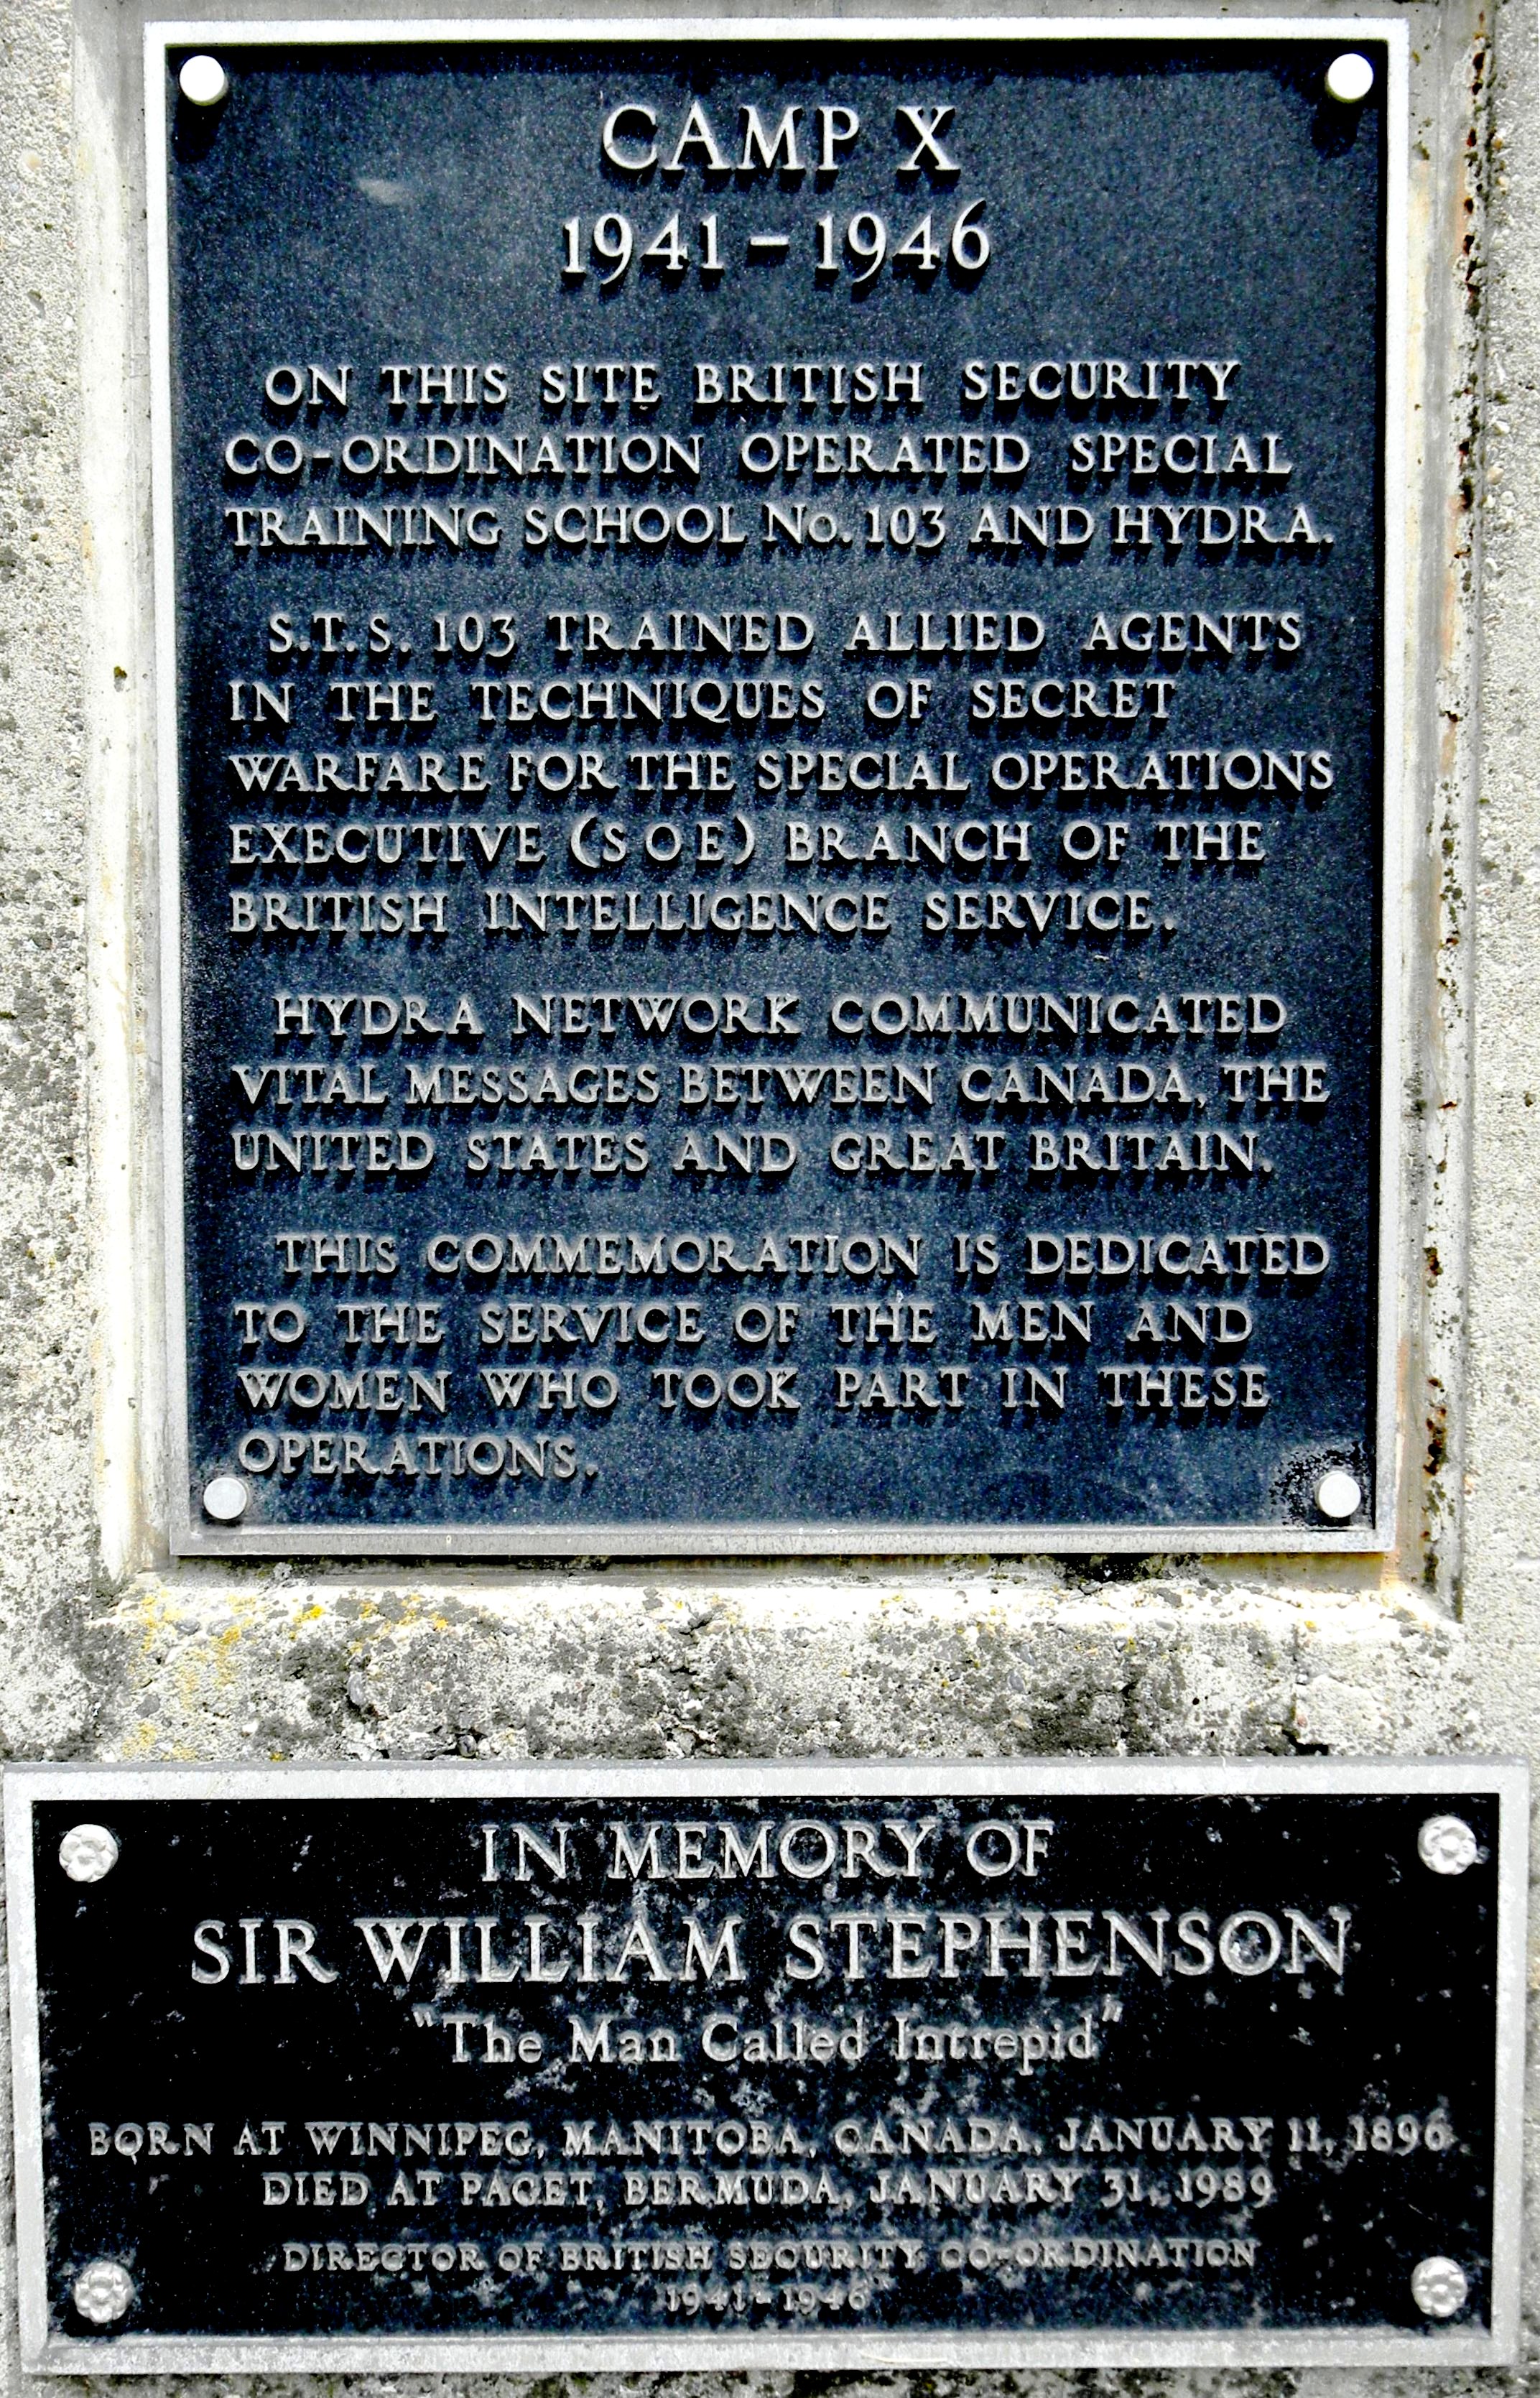 CAMP X
1941 - 1946
ON THIS SITE BRITISH SECURITY
CO-ORDINATION OPERATED SPECIAL
TRAINING SCHOOL No. 103 AND HYDRA.
S.T.S. 103 TRAINED ALLIED AGENTS
IN THE TECHNIQUES OF SECRET
WARFARE FOR THE SPECIAL OPERATIONS
EXECUTIVE (SOE) BRANCH OF THE
BRITISH INTELLIGENCE SERVICE.
HYDRA NETWORK COMMUNICATED
VITAL MESSAGES BETWEEN CANADA, THE
UNITED STATES AND GREAT BRITAIN.
THIS COMMEMORATION IS DEDICATED
TO THE SERVICE OF THE MEN AND
WOMEN WHO TOOK PART IN THESE
OPERATIONS.
IN MEMORY OF
SIR WILLIAM STEPHENSON
"The Man Called Intrepid"
BORN AT WINNIPEG, MANITOBA, CANADA, JANUARY 11, 1896
DIED AT PAGET, BERMUDA, JANUARY 31, 1989
DIRECTOR OF BRITISH SECURITY CO-ORDINATION
1941-1946